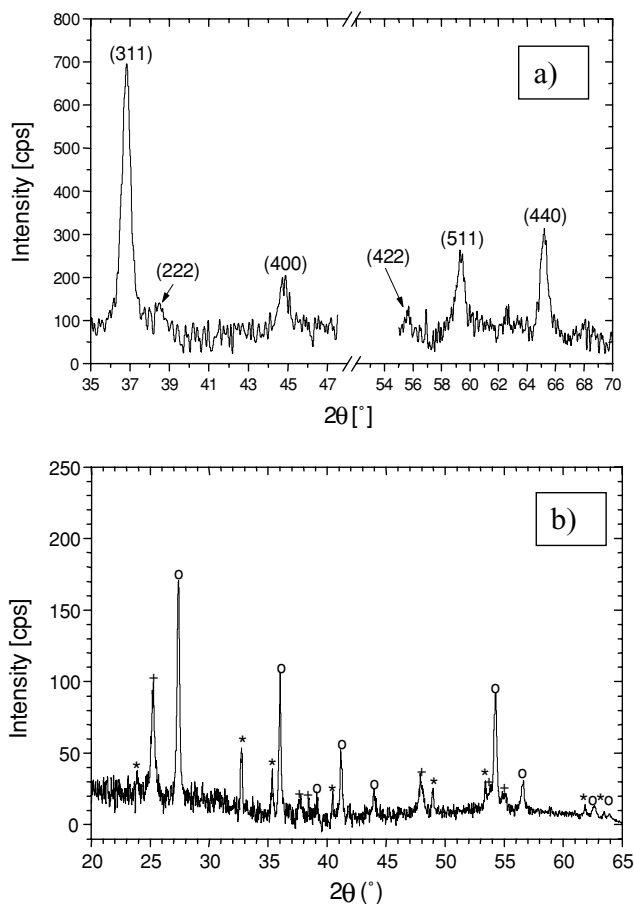 800
700
600
500
400
300
200
100
0
Intensity [cps]
(311)
(222)
(400)
(422)
(511)
(440)
a)
35 37 39 41 43 45 47 54 56 58 60 62 64 66 68 70
2θ [°]
250
200
150
100
50
0
Intensity [cps]
b)
* + o * * o + + o * o o + * * + o + o * o * o
20 25 30 35 40 45 50 55 60 65
2θ (°)